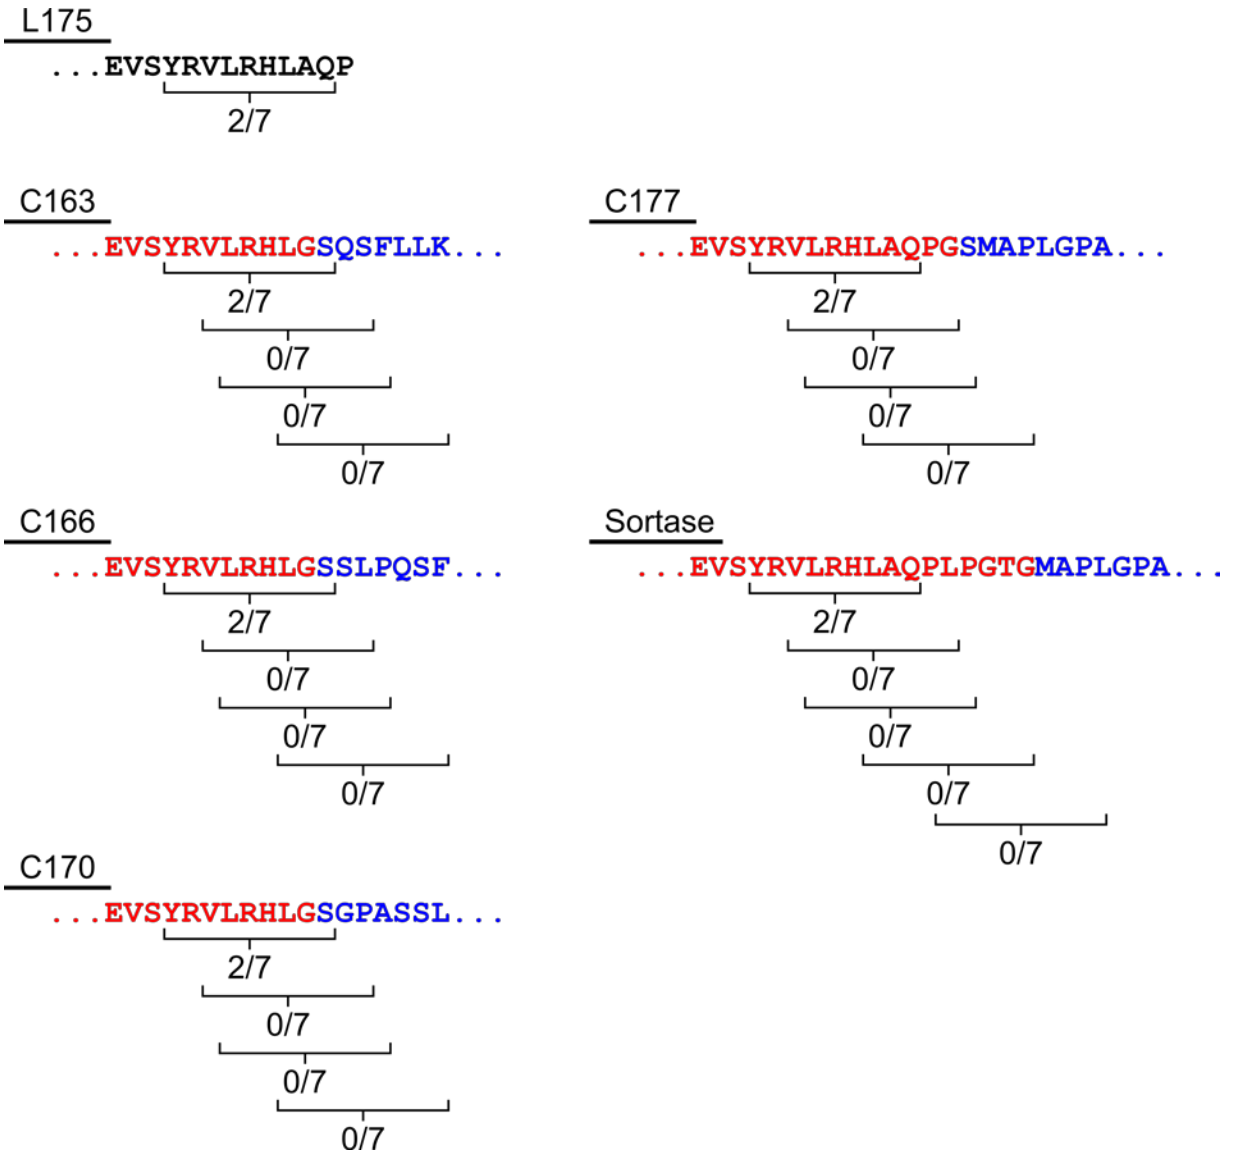 L175
...EVSYRVLRHLAQP
2/7
C163
...EVSYRVLRHLGSQSFLLK...
2/7
0/7
0/7
0/7
C177
...EVSYRVLRHLAQPGSMAPLGPA...
2/7
0/7
0/7
0/7
C166
...EVSYRVLRHLGSSLPQSF...
2/7
0/7
0/7
0/7
Sortase
...EVSYRVLRHLAQPLPGTGMAPLGPA...
2/7
0/7
0/7
0/7
0/7
C170
...EVSYRVLRHLGSGPASSL...
2/7
0/7
0/7
0/7